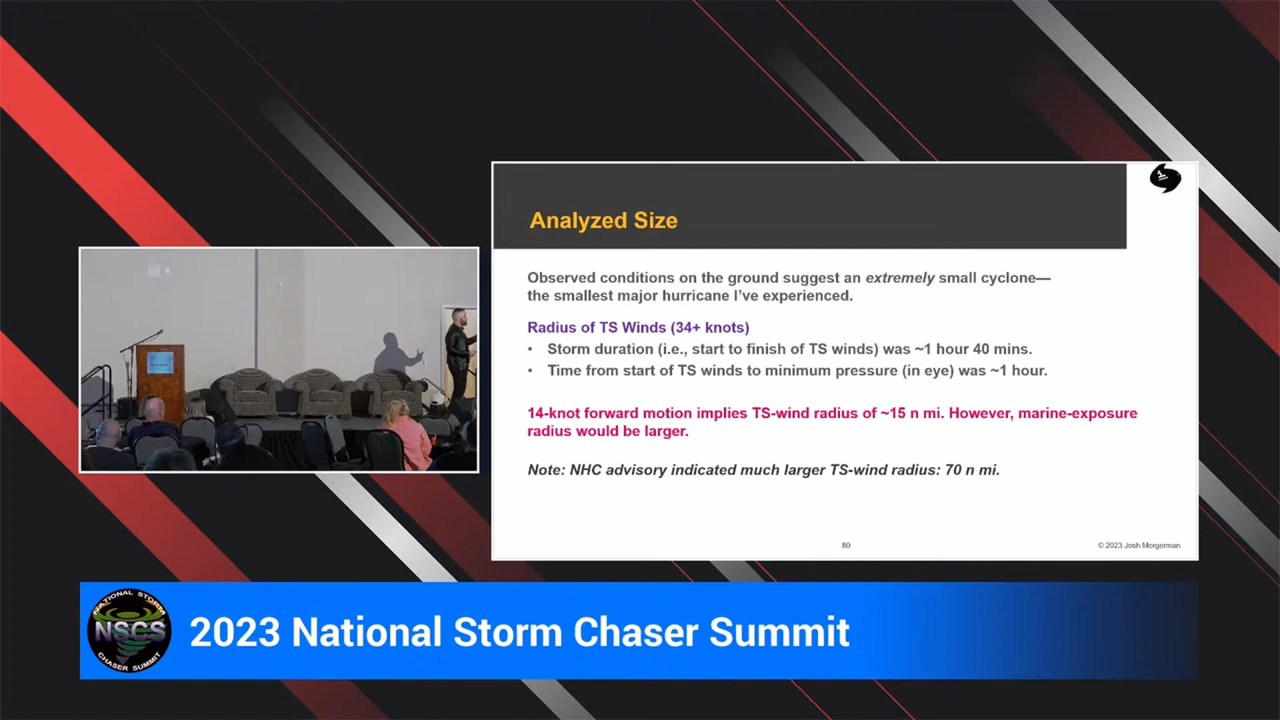 Analyzed Size
Observed conditions on the ground suggest an extremely small cyclone—
the smallest major hurricane I've experienced.
Radius of TS Winds (34+ knots)
• Storm duration (i.e., start to finish of TS winds) was ~1 hour 40 mins.
• Time from start of TS winds to minimum pressure (in eye) was ~1 hour.
14-knot forward motion implies TS-wind radius of ~15 n mi. However, marine-exposure
radius would be larger.
Note: NHC advisory indicated much larger TS-wind radius: 70 n mi.
80
© 2023 Josh Morgerman
NATIONAL STORM
NSCS
CHASER SUMMIT
2023 National Storm Chaser Summit